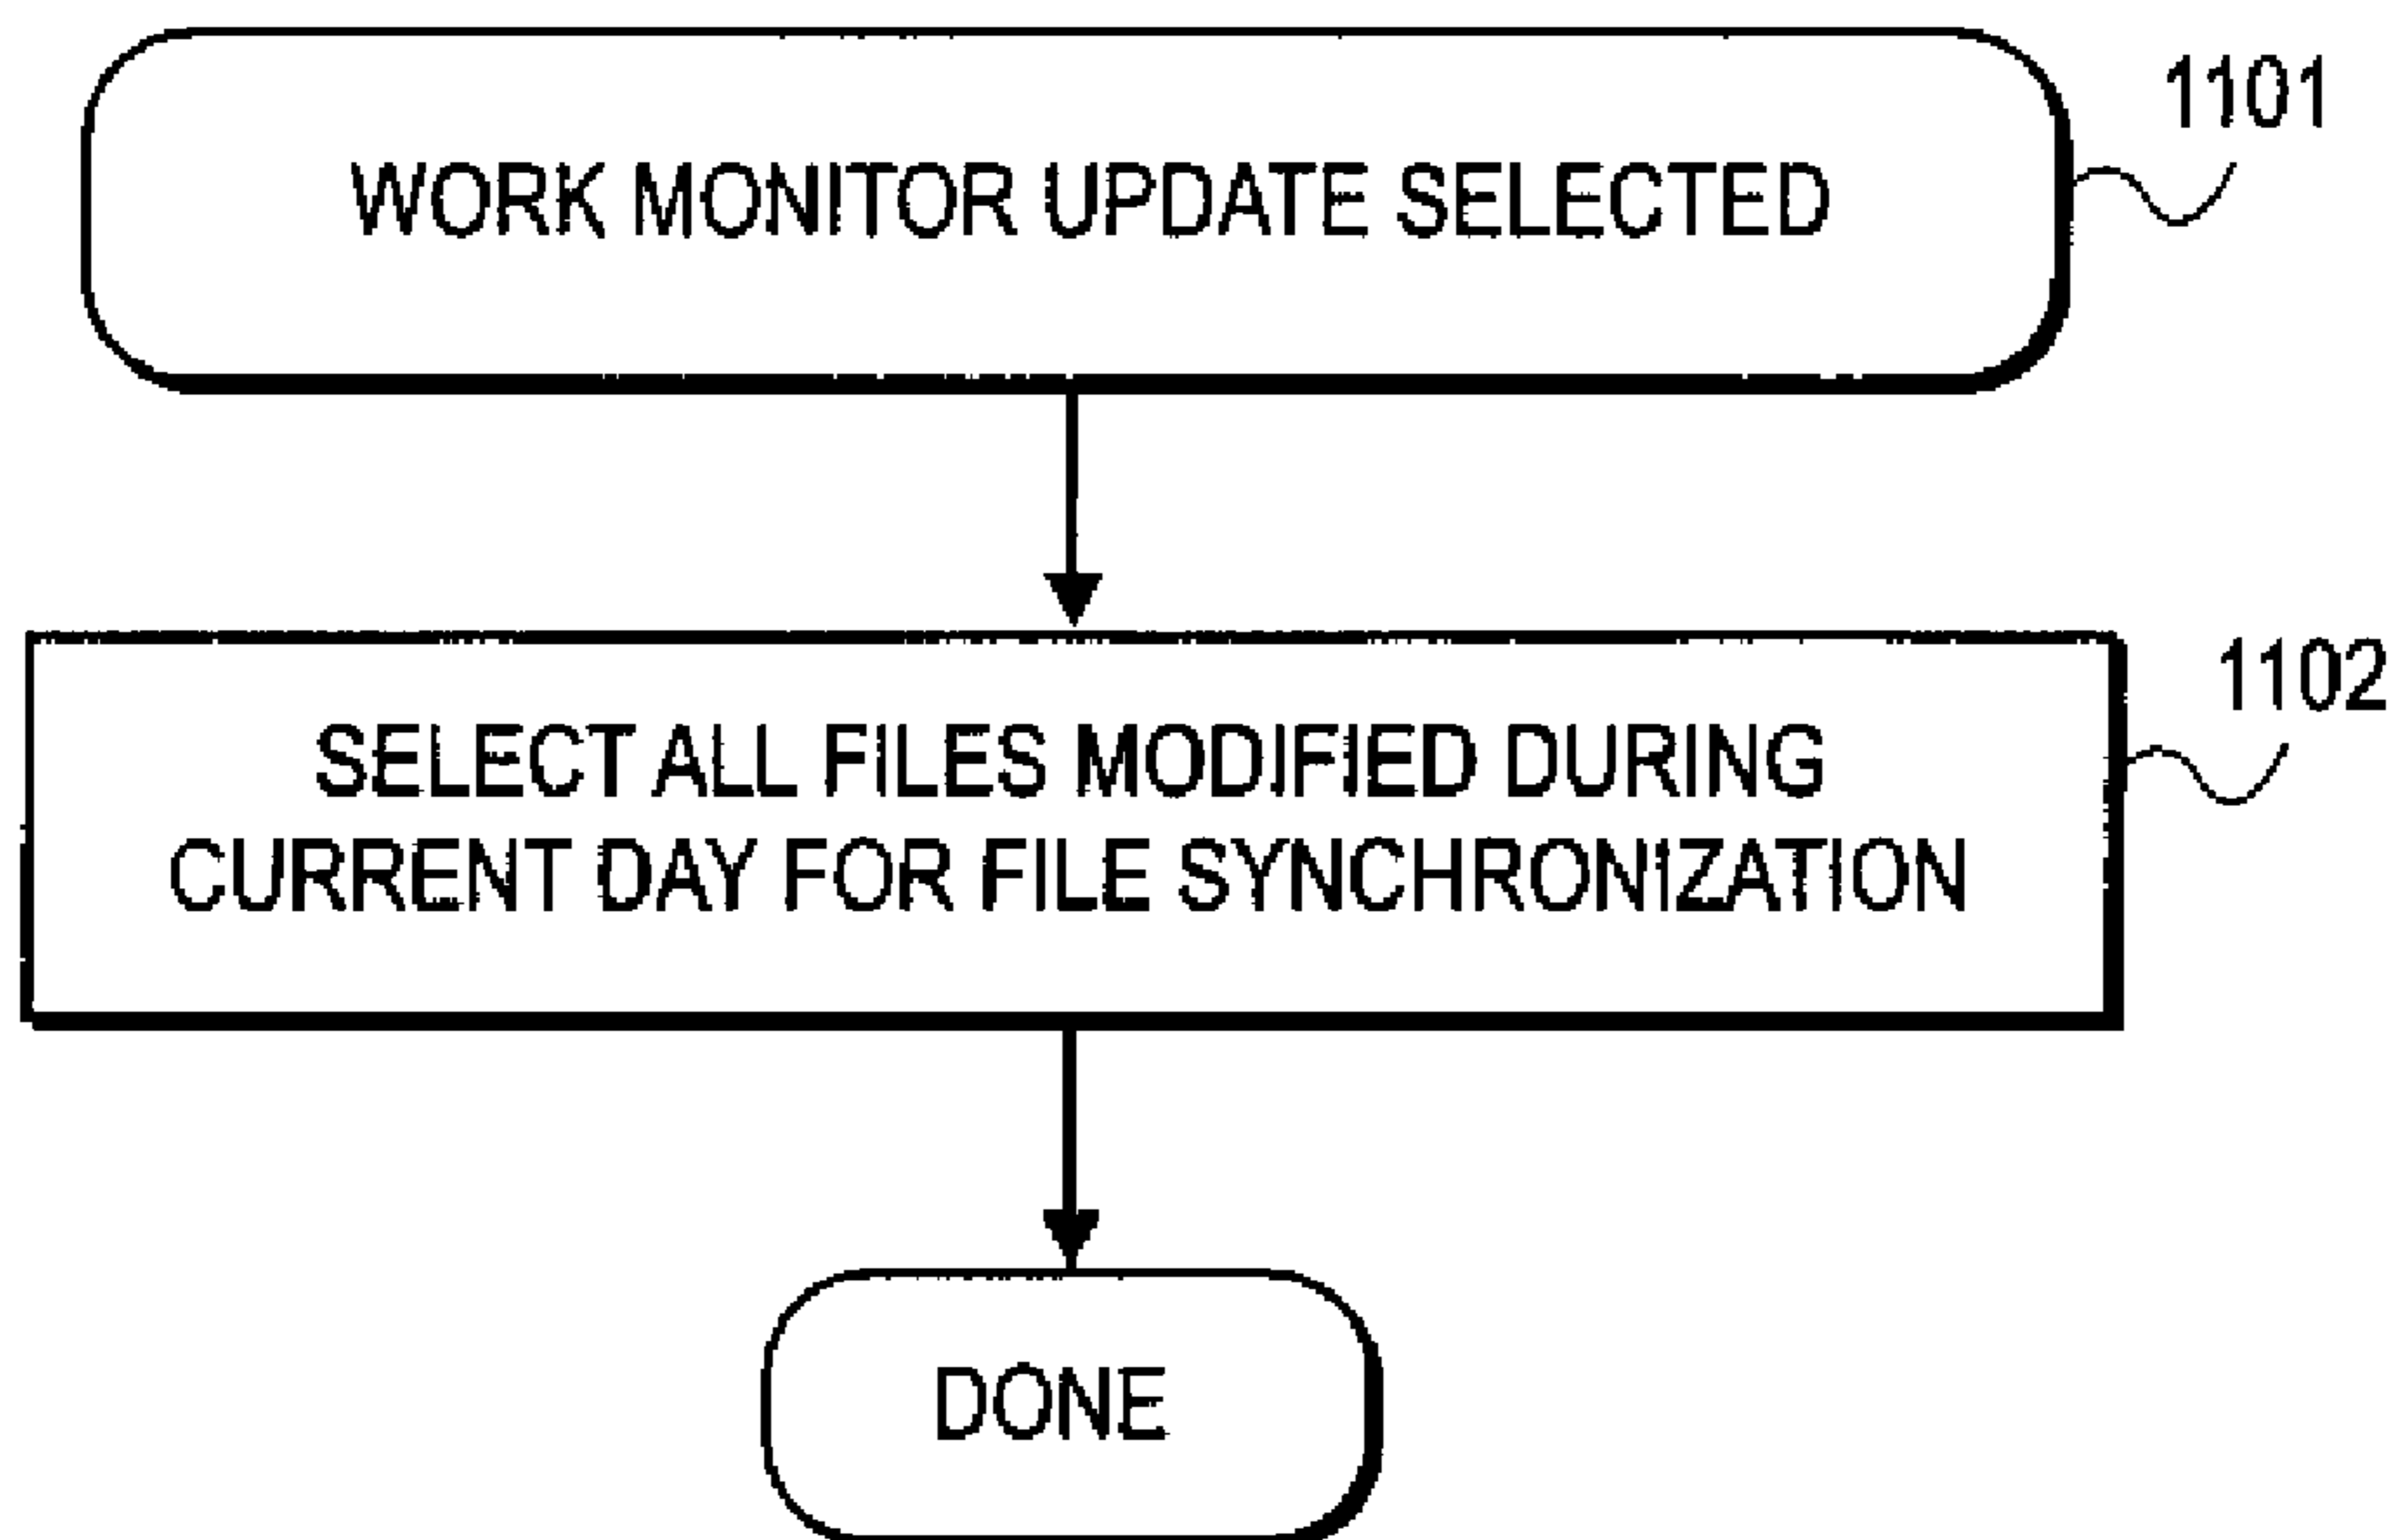 1101
WORK MONITOR UPDATE SELECTED
1102
SELECT ALL FILES MODIFIED DURING
CURRENT DAY FOR FILE SYNCHRONIZATION
DONE